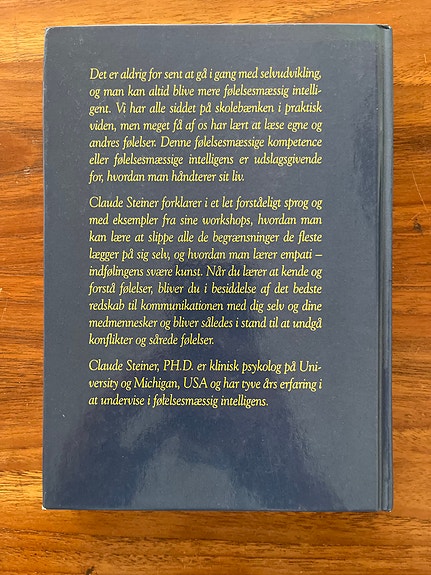 Det er aldrig for sent at gå i gang med selvudvikling,
og man kan altid blive mere følelsesmæssig intelli-
gent. Vi har alle siddet på skolebænken i praktisk
viden, men meget få af os har lært at læse egne og
andres følelser. Denne følelsesmæssige kompetence
eller følelsesmæssige intelligens er udslagsgivende
for, hvordan man håndterer sit liv.
Claude Steiner forklarer i et let forståeligt sprog og
med eksempler fra sine workshops, hvordan man
kan lære at slippe alle de begrænsninger de fleste
lægger på sig selv, og hvordan man lærer empati –
indfølingens svære kunst. Når du lærer at kende og
forstå følelser, bliver du i besiddelse af det bedste
redskab til kommunikationen med dig selv og dine
medmennesker og bliver således i stand til at undgå
konflikter og sårede følelser.
Claude Steiner, PH.D. er klinisk psykolog på Uni-
versity og Michigan, USA og har tyve års erfaring i
at undervise i følelsesmæssig intelligens.